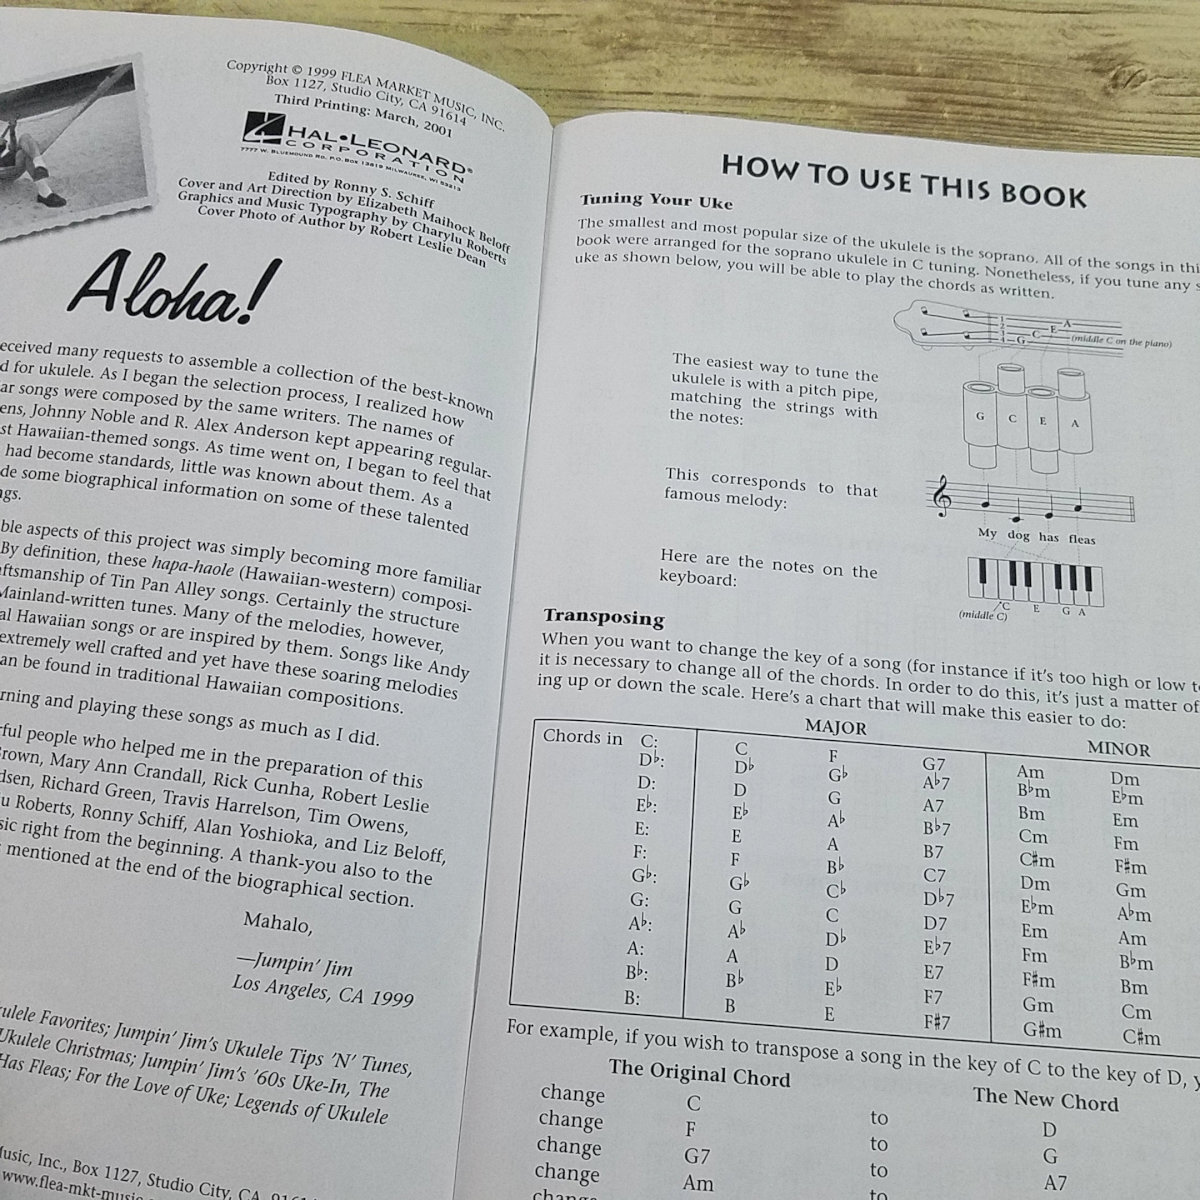 Copyright © 1999 FLEA MARKET MUSIC, INC.
Box 1127, Studio City, CA 91614
Third Printing: March, 2001
HAL•LEONARD®
CORPORATION
7777 W. BLUEMOUND RD. P.O. BOX 13819 MILWAUKEE, WI 53213
Edited by Ronny S. Schiff
Cover and Art Direction by Elizabeth Maihock Beloff
Graphics and Music Typography by Charylu Roberts
Cover Photo of Author by Robert Leslie Dean
Aloha!
eceived many requests to assemble a collection of the best-known
d for ukulele. As I began the selection process, I realized how
ar songs were composed by the same writers. The names of
ens, Johnny Noble and R. Alex Anderson kept appearing regular-
st Hawaiian-themed songs. As time went on, I began to feel that
had become standards, little was known about them. As a
de some biographical information on some of these talented
ngs.
ble aspects of this project was simply becoming more familiar
By definition, these hapa-haole (Hawaiian-western) composi-
aftsmanship of Tin Pan Alley songs. Certainly the structure
Mainland-written tunes. Many of the melodies, however,
al Hawaiian songs or are inspired by them. Songs like Andy
extremely well crafted and yet have these soaring melodies
an be found in traditional Hawaiian compositions.
rning and playing these songs as much as I did.
ful people who helped me in the preparation of this
Brown, Mary Ann Crandall, Rick Cunha, Robert Leslie
dsen, Richard Green, Travis Harrelson, Tim Owens,
u Roberts, Ronny Schiff, Alan Yoshioka, and Liz Beloff,
sic right from the beginning. A thank-you also to the
mentioned at the end of the biographical section.
Mahalo,
—Jumpin' Jim
Los Angeles, CA 1999
kulele Favorites; Jumpin' Jim's Ukulele Tips 'N' Tunes,
Ukulele Christmas; Jumpin' Jim's '60s Uke-In, The
Has Fleas; For the Love of Uke; Legends of Ukulele
Music, Inc., Box 1127, Studio City, CA 91614
www.flea-mkt-music
HOW TO USE THIS BOOK
Tuning Your Uke
The smallest and most popular size of the ukulele is the soprano. All of the songs in thi
book were arranged for the soprano ukulele in C tuning. Nonetheless, if you tune any s
uke as shown below, you will be able to play the chords as written.
1 2 3 4 G C E A
(middle C on the piano)
The easiest way to tune the
ukulele is with a pitch pipe,
matching the strings with
the notes:
G C E A
This corresponds to that
famous melody:
My dog has fleas
Here are the notes on the
keyboard:
C E G A
(middle C)
Transposing
When you want to change the key of a song (for instance if it's too high or low t
it is necessary to change all of the chords. In order to do this, it's just a matter of
ing up or down the scale. Here's a chart that will make this easier to do:
MAJOR MINOR
Chords in C: C F G7 Am Dm
D♭: D♭ G♭ A♭7 B♭m E♭m
D: D G A7 Bm Em
E♭: E♭ A♭ B♭7 Cm Fm
E: E A B7 C♯m F♯m
F: F B♭ C7 Dm Gm
G♭: G♭ C♭ D♭7 E♭m A♭m
G: G C D7 Em Am
A♭: A♭ D♭ E♭7 Fm B♭m
A: A D E7 F♯m Bm
B♭: B♭ E♭ F7 Gm Cm
B: B E F♯7 G♯m C♯m
For example, if you wish to transpose a song in the key of C to the key of D, y
The Original Chord The New Chord
change C to D
change F to G
change G7 to A7
change Am to
change to